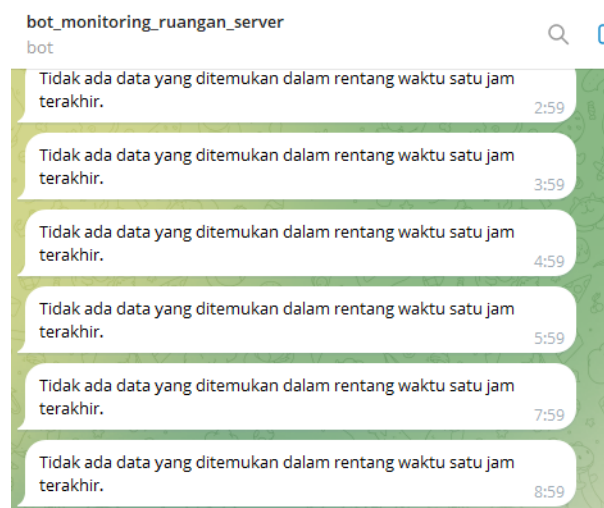 bot_monitoring_ruangan_server
bot
Tidak ada data yang ditemukan dalam rentang waktu satu jam
terakhir.
2:59
Tidak ada data yang ditemukan dalam rentang waktu satu jam
terakhir.
3:59
Tidak ada data yang ditemukan dalam rentang waktu satu jam
terakhir.
4:59
Tidak ada data yang ditemukan dalam rentang waktu satu jam
terakhir.
5:59
Tidak ada data yang ditemukan dalam rentang waktu satu jam
terakhir.
7:59
Tidak ada data yang ditemukan dalam rentang waktu satu jam
terakhir.
8:59